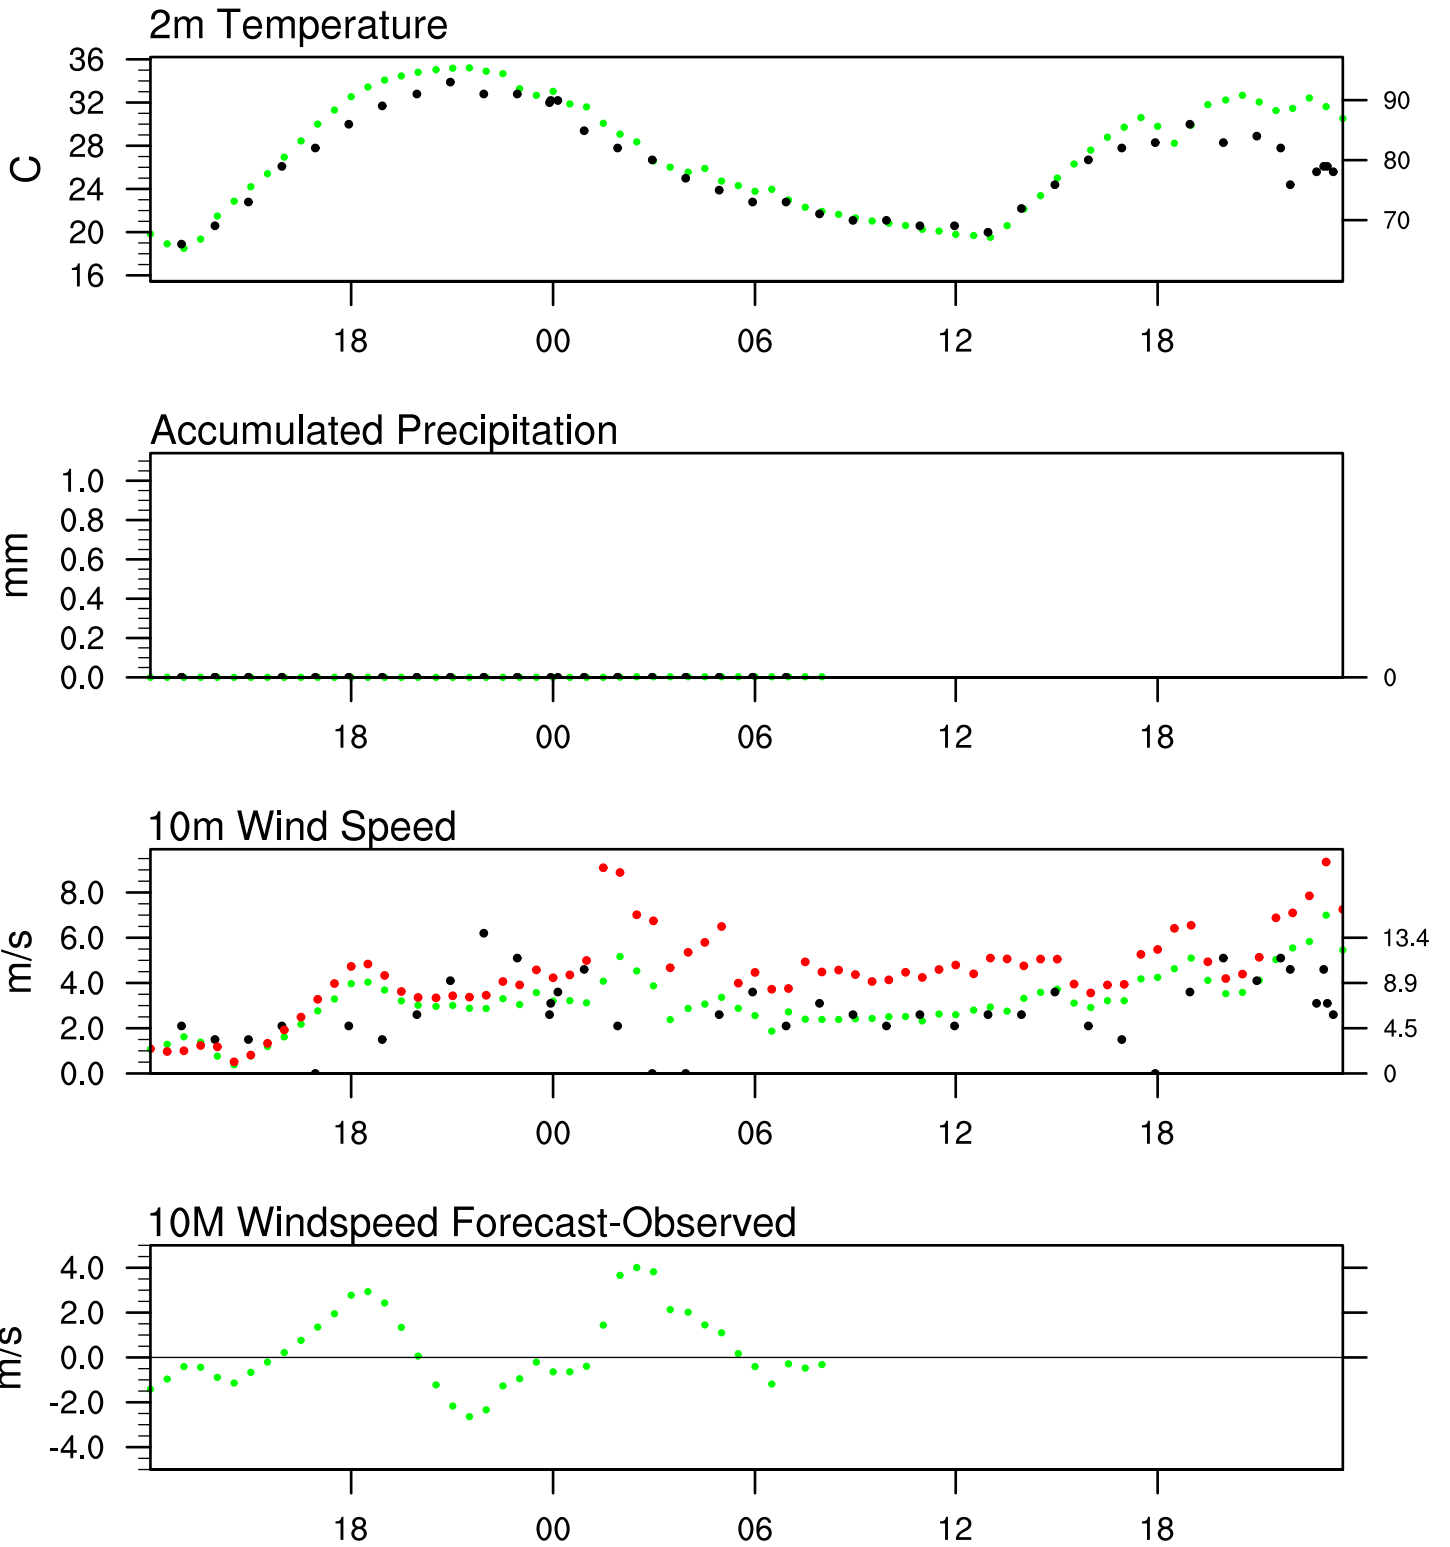 2m Temperature
36
32
28
24
20
16
C
90
80
70
18 00 06 12 18
Accumulated Precipitation
1.0
0.8
0.6
0.4
0.2
0.0
mm
0
18 00 06 12 18
10m Wind Speed
8.0
6.0
4.0
2.0
0.0
m/s
13.4
8.9
4.5
0
18 00 06 12 18
10M Windspeed Forecast-Observed
4.0
2.0
0.0
-2.0
-4.0
m/s
18 00 06 12 18